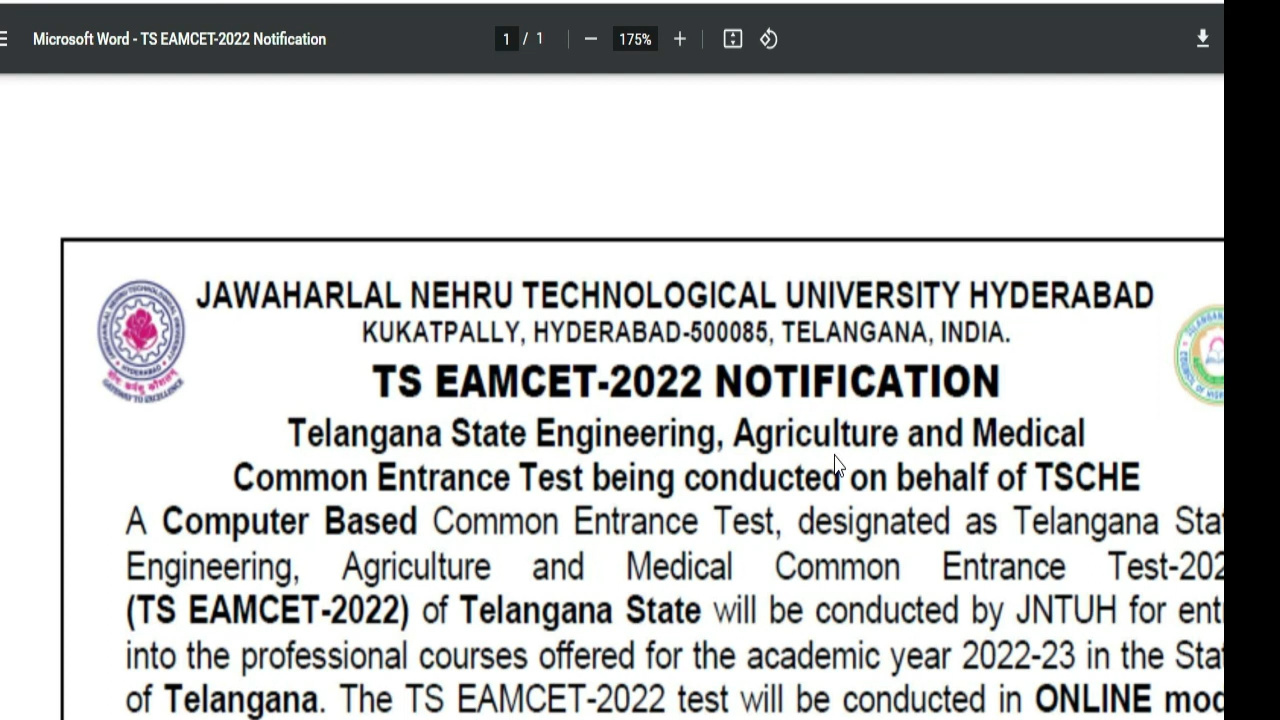 Microsoft Word - TS EAMCET-2022 Notification
1 / 1
175%
JAWAHARLAL NEHRU TECHNOLOGICAL UNIVERSITY HYDERABAD
KUKATPALLY, HYDERABAD-500085, TELANGANA, INDIA.
TS EAMCET-2022 NOTIFICATION
Telangana State Engineering, Agriculture and Medical
Common Entrance Test being conducted on behalf of TSCHE
A Computer Based Common Entrance Test, designated as Telangana Sta
Engineering, Agriculture and Medical Common Entrance Test-202
(TS EAMCET-2022) of Telangana State will be conducted by JNTUH for ent
into the professional courses offered for the academic year 2022-23 in the Sta
of Telangana. The TS EAMCET-2022 test will be conducted in ONLINE mod